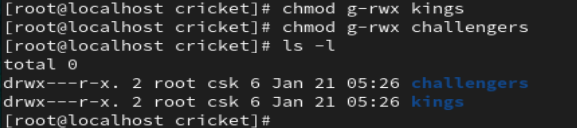 [root@localhost cricket]# chmod g-rwx kings
[root@localhost cricket]# chmod g-rwx challengers
[root@localhost cricket]# ls -l
total 0
drwx---r-x. 2 root csk 6 Jan 21 05:26 challengers
drwx---r-x. 2 root csk 6 Jan 21 05:26 kings
[root@localhost cricket]#